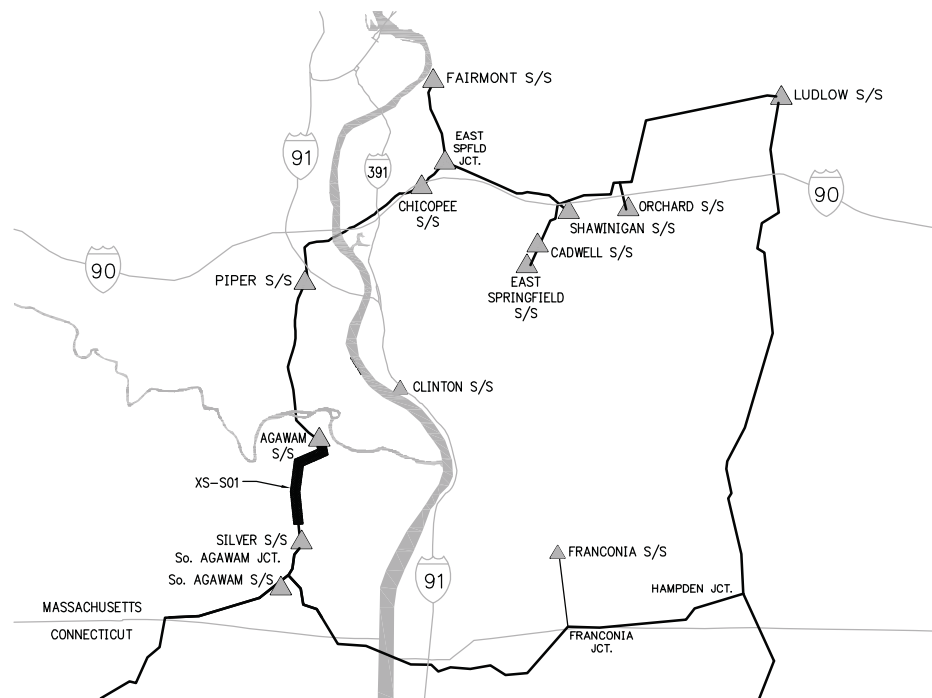 FAIRMONT S/S
LUDLOW S/S
EAST
SPFLD
JCT.
91
391
CHICOPEE
S/S
ORCHARD S/S
90
SHAWINIGAN S/S
CADWELL S/S
90
PIPER S/S
EAST
SPRINGFIELD
S/S
CLINTON S/S
AGAWAM
S/S
XS-S01
SILVER S/S
So. AGAWAM JCT.
So. AGAWAM S/S
FRANCONIA S/S
91
HAMPDEN JCT.
MASSACHUSETTS
CONNECTICUT
FRANCONIA
JCT.